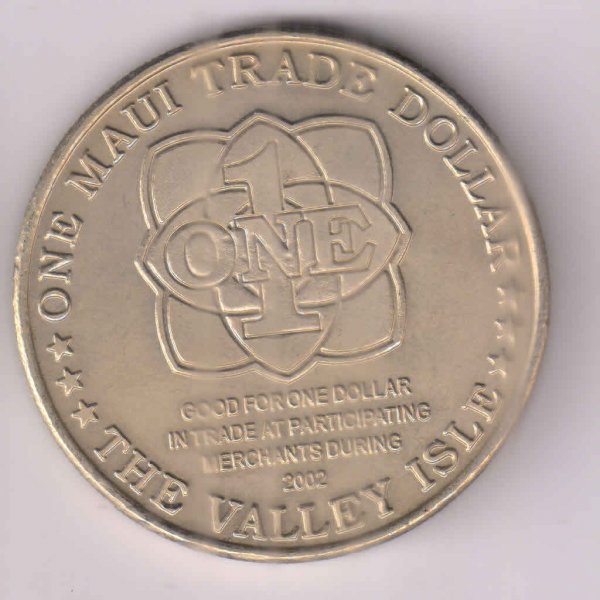 ONE MAUI TRADE DOLLAR
1
ONE
GOOD FOR ONE DOLLAR
IN TRADE AT PARTICIPATING
MERCHANTS DURING
2002
THE VALLEY ISLE